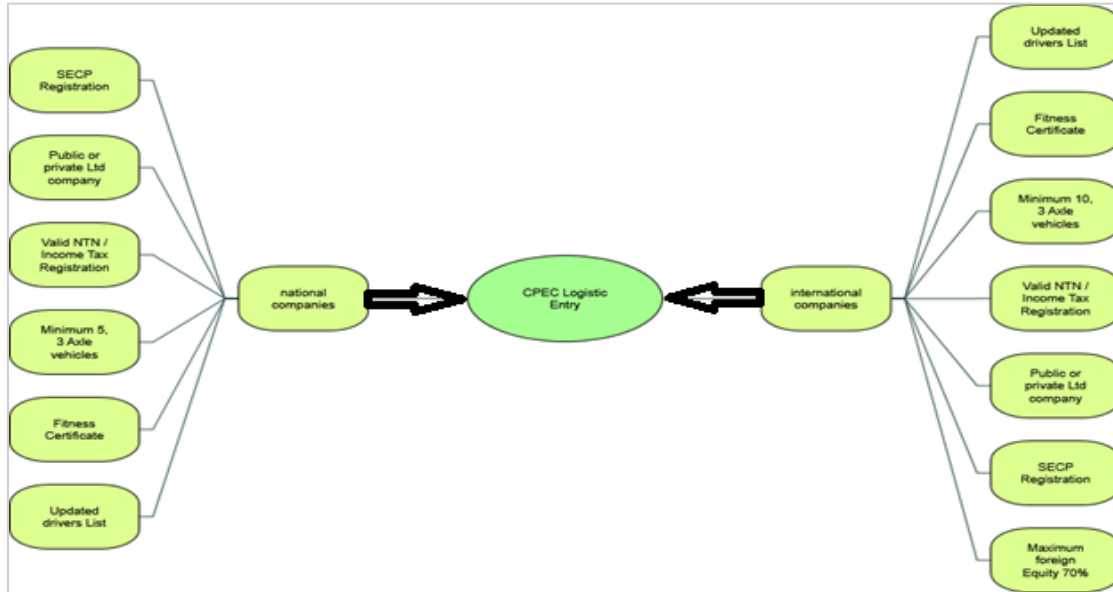 SECP
Registration
Public or
private Ltd
company
Valid NTN /
Income Tax
Registration
Minimum 5,
3 Axle
vehicles
Fitness
Certificate
Updated
drivers List
national
companies
CPEC Logistic
Entry
international
companies
Updated
drivers List
Fitness
Certificate
Minimum 10,
3 Axle
vehicles
Valid NTN /
Income Tax
Registration
Public or
private Ltd
company
SECP
Registration
Maximum
foreign
Equity 70%